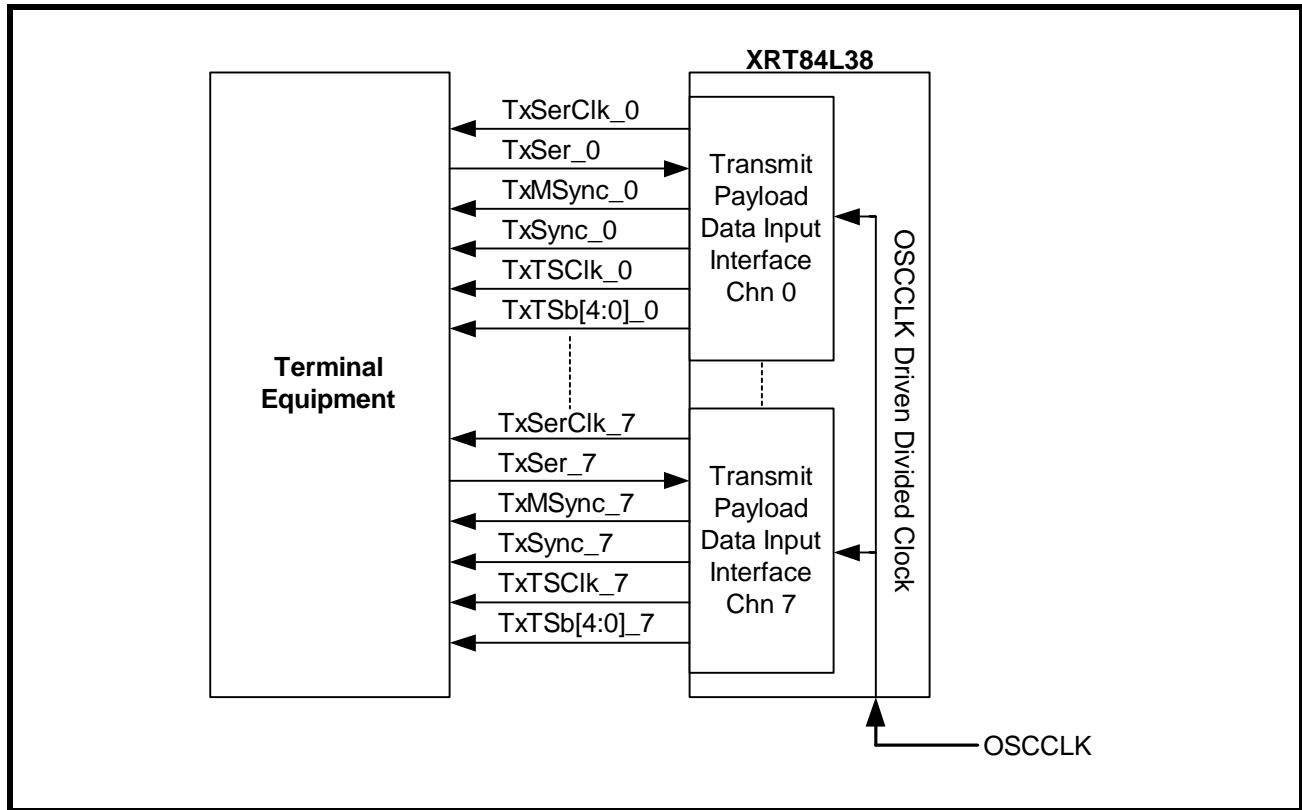 XRT84L38
TxSerClk_0
TxSer_0
TxMSync_0
TxSync_0
TxTSClk_0
TxTSb[4:0]_0
Transmit
Payload
Data Input
Interface
Chn 0
OSCCLK Driven Divided Clock
Terminal
Equipment
TxSerClk_7
TxSer_7
TxMSync_7
TxSync_7
TxTSClk_7
TxTSb[4:0]_7
Transmit
Payload
Data Input
Interface
Chn 7
OSCCLK